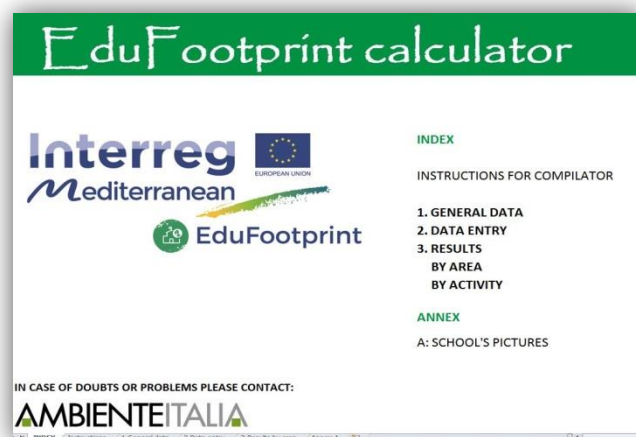 EduFootprint calculator
Interreg
EUROPEAN UNION
Mediterranean
EduFootprint
INDEX
INSTRUCTIONS FOR COMPILATOR
1. GENERAL DATA
2. DATA ENTRY
3. RESULTS
BY AREA
BY ACTIVITY
ANNEX
A: SCHOOL'S PICTURES
IN CASE OF DOUBTS OR PROBLEMS PLEASE CONTACT:
AMBIENTEITALIA